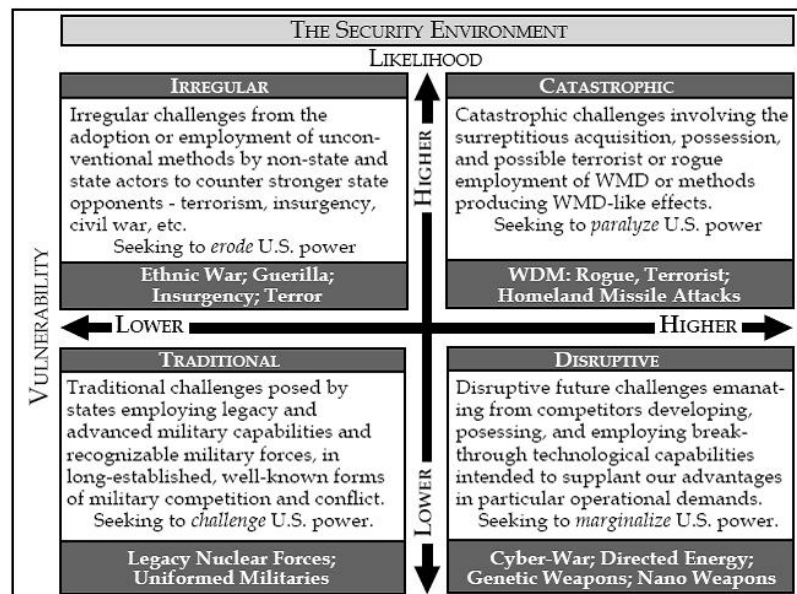 THE SECURITY ENVIRONMENT
LIKELIHOOD
IRREGULAR
Irregular challenges from the
adoption or employment of uncon-
ventional methods by non-state and
state actors to counter stronger state
opponents - terrorism, insurgency,
civil war, etc.
Seeking to erode U.S. power
Ethnic War; Guerilla;
Insurgency; Terror
CATASTROPHIC
Catastrophic challenges involving the
surreptitious acquisition, possession,
and possible terrorist or rogue
employment of WMD or methods
producing WMD-like effects.
Seeking to paralyze U.S. power
WDM: Rogue, Terrorist;
Homeland Missile Attacks
HIGHER
VULNERABILITY
LOWER
HIGHER
TRADITIONAL
Traditional challenges posed by
states employing legacy and
advanced military capabilities and
recognizable military forces, in
long-established, well-known forms
of military competition and conflict.
Seeking to challenge U.S. power.
Legacy Nuclear Forces;
Uniformed Militaries
LOWER
DISRUPTIVE
Disruptive future challenges emanat-
ing from competitors developing,
posessing, and employing break-
through technological capabilities
intended to supplant our advantages
in particular operational demands.
Seeking to marginalize U.S. power.
Cyber-War; Directed Energy;
Genetic Weapons; Nano Weapons